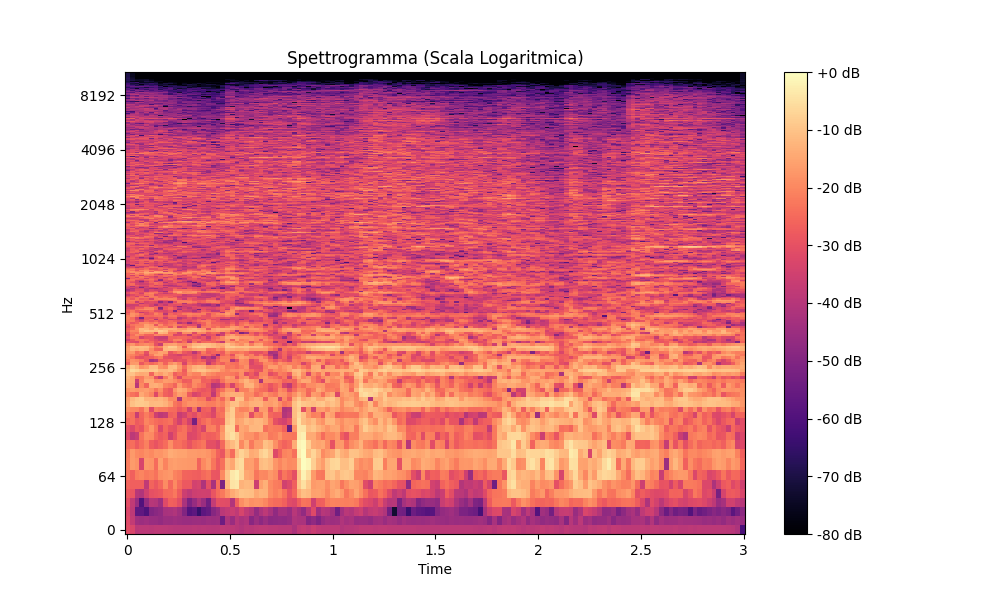 Spettrogramma (Scala Logaritmica)
Hz
8192
4096
2048
1024
512
256
128
64
0
0 0.5 1 1.5 2 2.5 3
Time
+0 dB
-10 dB
-20 dB
-30 dB
-40 dB
-50 dB
-60 dB
-70 dB
-80 dB